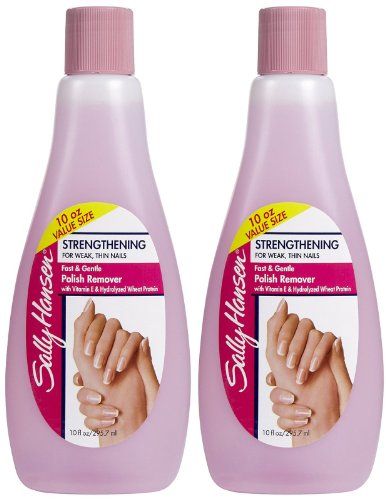 10 oz
VALUE SIZE
STRENGTHENING
FOR WEAK, THIN NAILS
Fast & Gentle
Polish Remover
with Vitamin E & Hydrolyzed Wheat Protein
Sally Hansen®
10 fl oz/295.7 ml
10 oz
VALUE SIZE
STRENGTHENING
FOR WEAK, THIN NAILS
Fast & Gentle
Polish Remover
with Vitamin E & Hydrolyzed Wheat Protein
Sally Hansen®
10 fl oz/295.7 ml